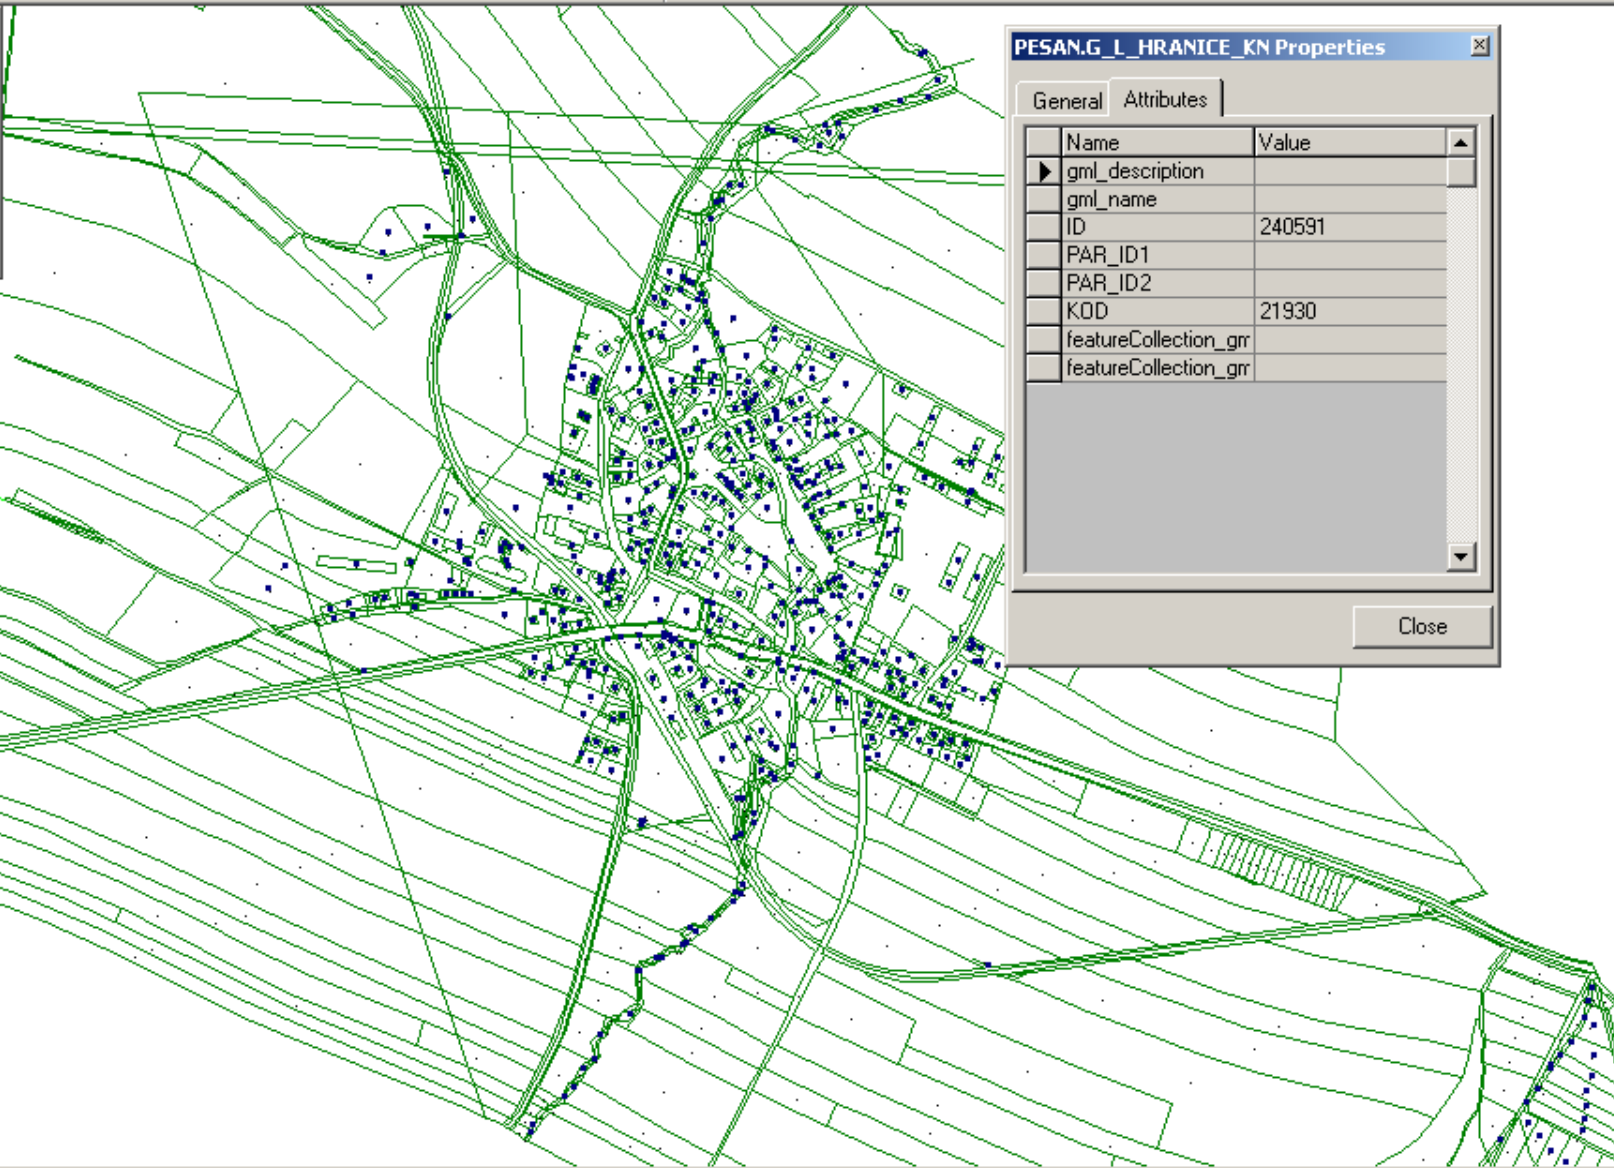 PESAN.G_L_HRANICE_KN Properties
General Attributes
Name Value
gml_description
gml_name
ID 240591
PAR_ID1
PAR_ID2
KOD 21930
featureCollection_gm
featureCollection_gm
Close